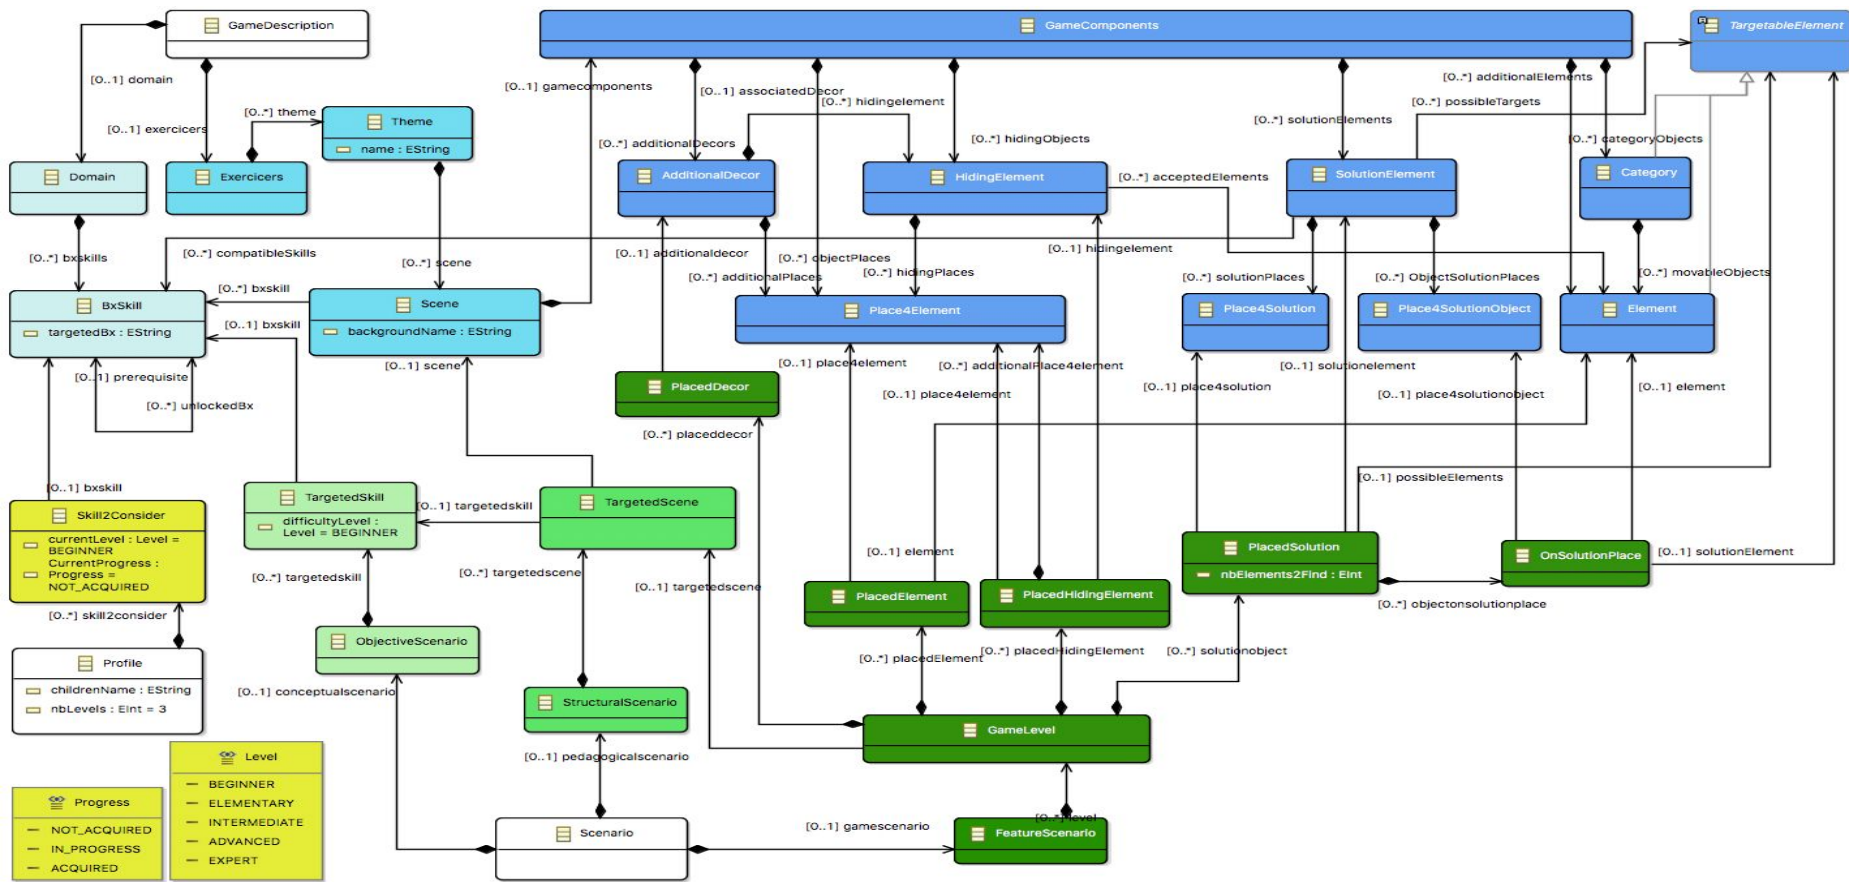 GameDescription
GameComponents
TargetableElement
[0..1] domain
[0..1] gamecomponents
[0..1] associatedDecor
[0..*] additionalElements
[0..*] theme
Theme
name : EString
[0..*] hidingelement
[0..*] possibleTargets
[0..1] exercicers
[0..*] solutionElements
[0..*] additionalDecors
[0..*] hidingObjects
[0..*] categoryObjects
Domain
Exercicers
AdditionalDecor
HidingElement
[0..*] acceptedElements
SolutionElement
Category
[0..*] bxskills
[0..*] compatibleSkills
[0..*] scene
[0..1] additionaldecor
[0..*] objectPlaces
[0..1] hidingelement
[0..*] additionalPlaces
[0..*] hidingPlaces
[0..*] solutionPlaces
[0..*] ObjectSolutionPlaces
[0..*] movableObjects
BxSkill
targetedBx : EString
[0..*] bxskill
Scene
backgroundName : EString
Place4Element
Place4Solution
Place4SolutionObject
Element
[0..1] bxskill
[0..1] prerequisite
[0..*] unlockedBx
[0..1] scene
PlacedDecor
[0..1] place4element
[0..*] additionalPlace4element
[0..1] solutionelement
[0..1] place4element
[0..1] place4solution
[0..1] place4solutionobject
[0..1] element
[0..*] placeddecor
[0..1] bxskill
[0..1] possibleElements
Skill2Consider
currentLevel : Level =
BEGINNER
CurrentProgress :
Progress =
NOT_ACQUIRED
TargetedSkill
difficultyLevel :
Level = BEGINNER
[0..1] targetedskill
TargetedScene
[0..1] element
PlacedSolution
nbElements2Find : EInt
OnSolutionPlace
[0..1] solutionElement
[0..*] targetedskill
[0..*] targetedscene
[0..1] targetedscene
PlacedElement
PlacedHidingElement
[0..*] objectonsolutionplace
[0..*] skill2consider
ObjectiveScenario
[0..*] placedElement
[0..*] placedHidingElement
[0..*] solutionobject
Profile
childrenName : EString
nbLevels : EInt = 3
[0..1] conceptualscenario
StructuralScenario
GameLevel
[0..1] pedagogicalscenario
Level
BEGINNER
ELEMENTARY
INTERMEDIATE
ADVANCED
EXPERT
Progress
NOT_ACQUIRED
IN_PROGRESS
ACQUIRED
Scenario
[0..1] gamescenario
[0..*] level
FeatureScenario